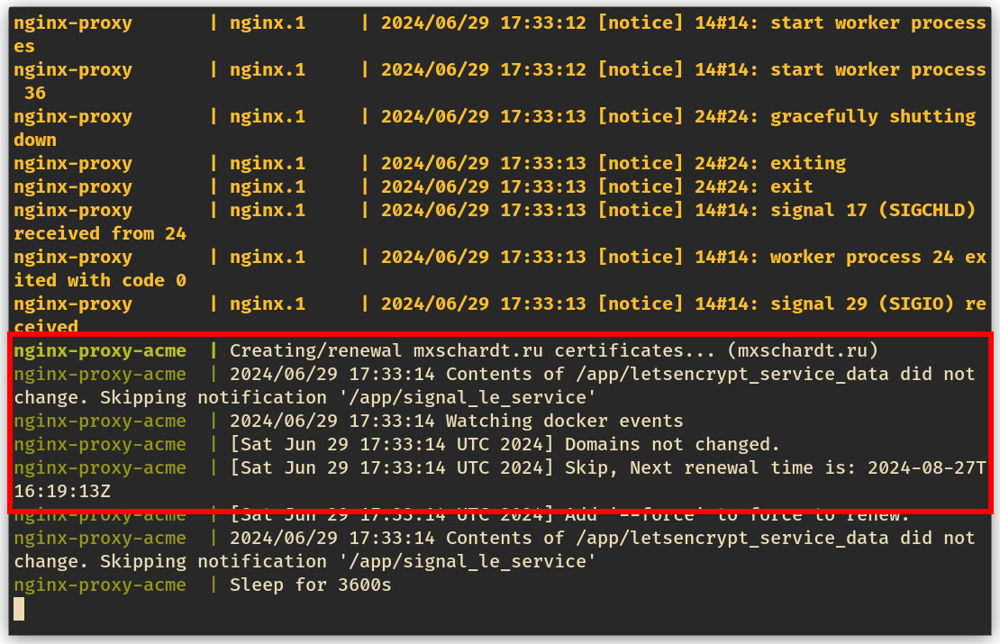 nginx-proxy       | nginx.1     | 2024/06/29 17:33:12 [notice] 14#14: start worker process
es
nginx-proxy       | nginx.1     | 2024/06/29 17:33:12 [notice] 14#14: start worker process
 36
nginx-proxy       | nginx.1     | 2024/06/29 17:33:13 [notice] 24#24: gracefully shutting
down
nginx-proxy       | nginx.1     | 2024/06/29 17:33:13 [notice] 24#24: exiting
nginx-proxy       | nginx.1     | 2024/06/29 17:33:13 [notice] 24#24: exit
nginx-proxy       | nginx.1     | 2024/06/29 17:33:13 [notice] 14#14: signal 17 (SIGCHLD)
received from 24
nginx-proxy       | nginx.1     | 2024/06/29 17:33:13 [notice] 14#14: worker process 24 ex
ited with code 0
nginx-proxy       | nginx.1     | 2024/06/29 17:33:13 [notice] 14#14: signal 29 (SIGIO) re
ceived
nginx-proxy-acme  | Creating/renewal mxschardt.ru certificates... (mxschardt.ru)
nginx-proxy-acme  | 2024/06/29 17:33:14 Contents of /app/letsencrypt_service_data did not
change. Skipping notification '/app/signal_le_service'
nginx-proxy-acme  | 2024/06/29 17:33:14 Watching docker events
nginx-proxy-acme  | [Sat Jun 29 17:33:14 UTC 2024] Domains not changed.
nginx-proxy-acme  | [Sat Jun 29 17:33:14 UTC 2024] Skip, Next renewal time is: 2024-08-27T
16:19:13Z
nginx-proxy-acme  | [Sat Jun 29 17:33:14 UTC 2024] Add '--force' to force to renew.
nginx-proxy-acme  | 2024/06/29 17:33:14 Contents of /app/letsencrypt_service_data did not
change. Skipping notification '/app/signal_le_service'
nginx-proxy-acme  | Sleep for 3600s